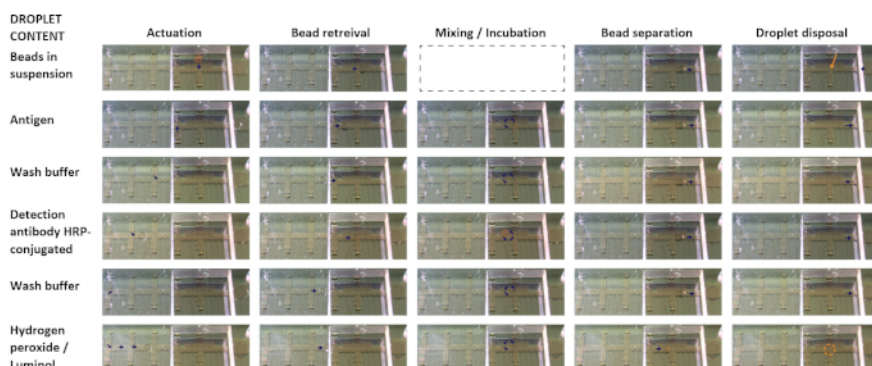 DROPLET
CONTENT
Actuation
Bead retreival
Mixing / Incubation
Bead separation
Droplet disposal
Beads in
suspension
Antigen
Wash buffer
Detection
antibody HRP-
conjugated
Wash buffer
Hydrogen
peroxide /
Luminol